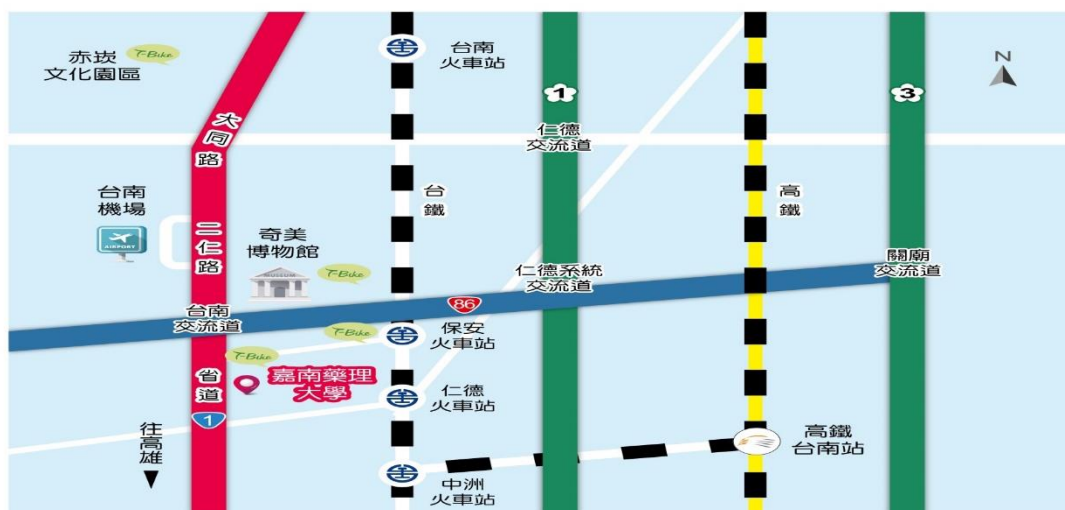 赤崁
文化園區
T-Bike
台南
火車站
N
1
3
大同路
仁德
交流道
台南
機場
AIRPORT
二仁路
台鐵
高鐵
奇美
博物館
MUSEUM
T-Bike
仁德系統
交流道
關廟
交流道
86
台南
交流道
T-Bike
保安
火車站
T-Bike
省道
嘉南藥理
大學
仁德
火車站
1
往高雄
高鐵
台南站
中洲
火車站